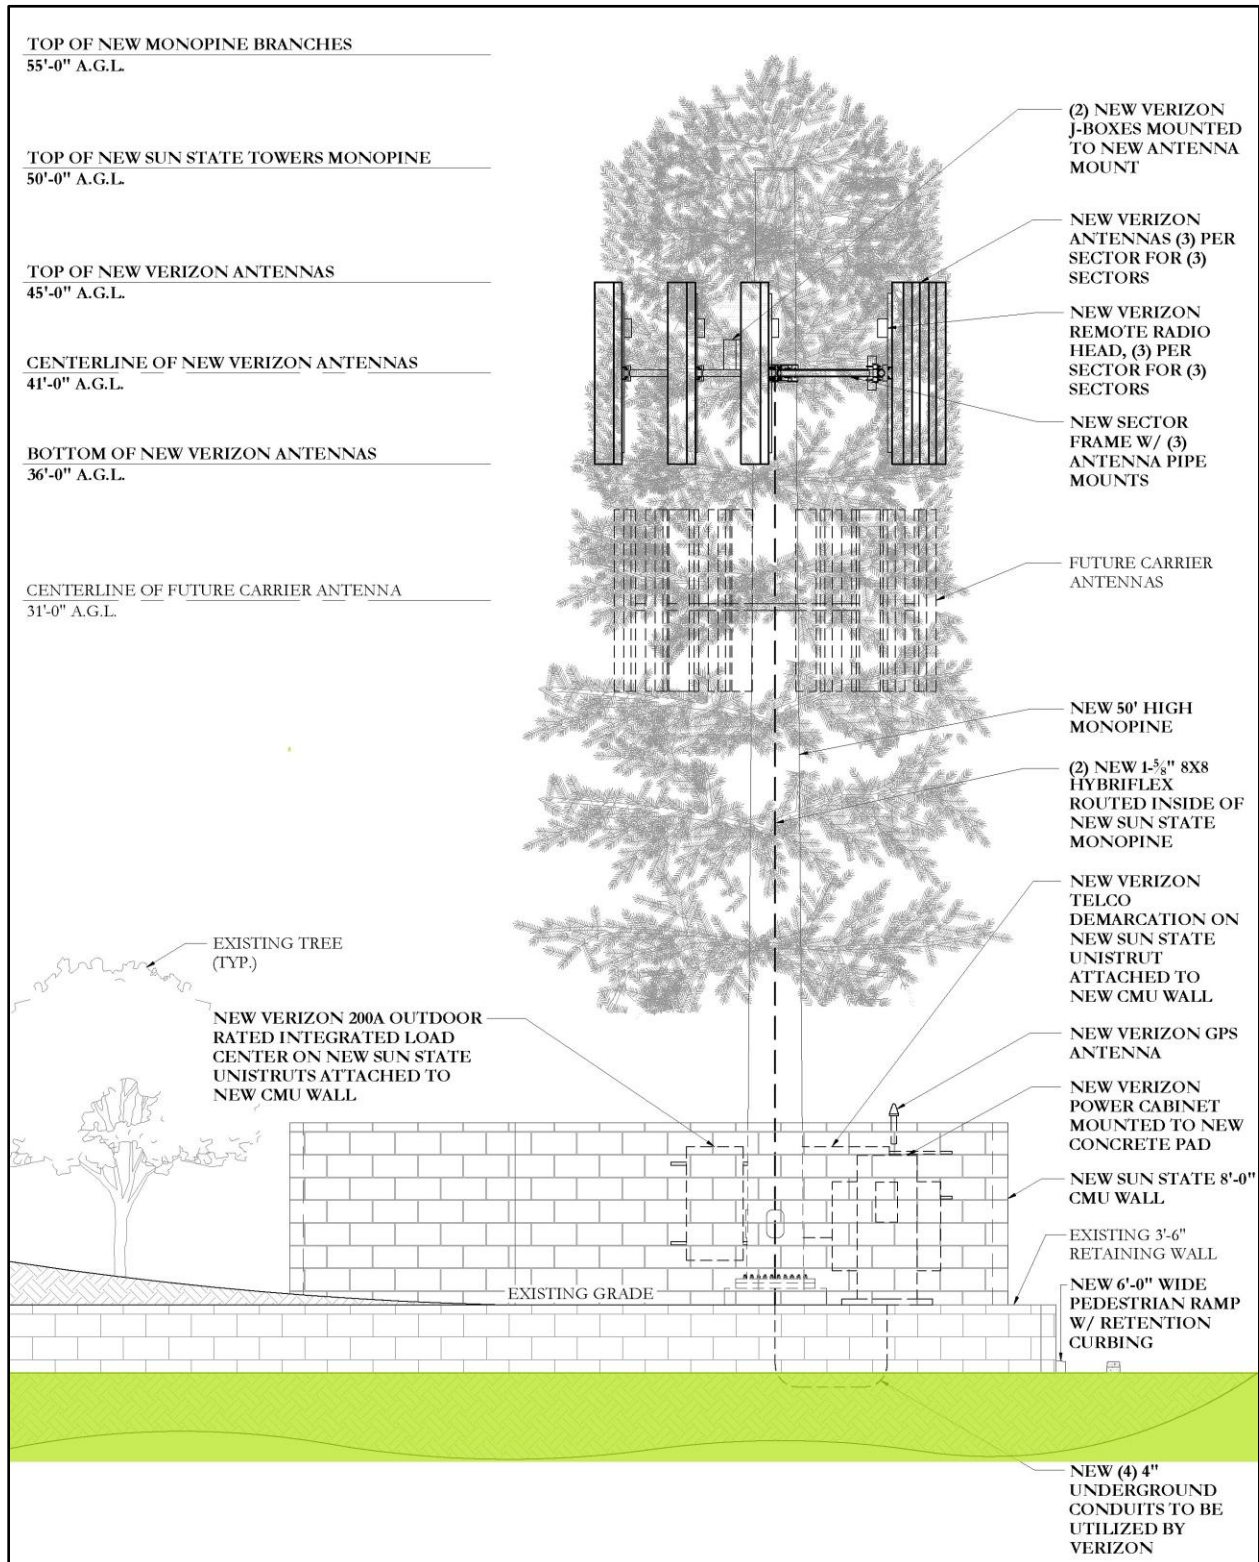 TOP OF NEW MONOPINE BRANCHES
55'-0" A.G.L.
TOP OF NEW SUN STATE TOWERS MONOPINE
50'-0" A.G.L.
TOP OF NEW VERIZON ANTENNAS
45'-0" A.G.L.
CENTERLINE OF NEW VERIZON ANTENNAS
41'-0" A.G.L.
BOTTOM OF NEW VERIZON ANTENNAS
36'-0" A.G.L.
CENTERLINE OF FUTURE CARRIER ANTENNA
31'-0" A.G.L.
EXISTING TREE
(TYP.)
NEW VERIZON 200A OUTDOOR
RATED INTEGRATED LOAD
CENTER ON NEW SUN STATE
UNISTRUTS ATTACHED TO
NEW CMU WALL
EXISTING GRADE
(2) NEW VERIZON
J-BOXES MOUNTED
TO NEW ANTENNA
MOUNT
NEW VERIZON
ANTENNAS (3) PER
SECTOR FOR (3)
SECTORS
NEW VERIZON
REMOTE RADIO
HEAD, (3) PER
SECTOR FOR (3)
SECTORS
NEW SECTOR
FRAME W/ (3)
ANTENNA PIPE
MOUNTS
FUTURE CARRIER
ANTENNAS
NEW 50' HIGH
MONOPINE
(2) NEW 1-⅝" 8X8
HYBRIFLEX
ROUTED INSIDE OF
NEW SUN STATE
MONOPINE
NEW VERIZON
TELCO
DEMARCATION ON
NEW SUN STATE
UNISTRUT
ATTACHED TO
NEW CMU WALL
NEW VERIZON GPS
ANTENNA
NEW VERIZON
POWER CABINET
MOUNTED TO NEW
CONCRETE PAD
NEW SUN STATE 8'-0"
CMU WALL
EXISTING 3'-6"
RETAINING WALL
NEW 6'-0" WIDE
PEDESTRIAN RAMP
W/ RETENTION
CURBING
NEW (4) 4"
UNDERGROUND
CONDUITS TO BE
UTILIZED BY
VERIZON